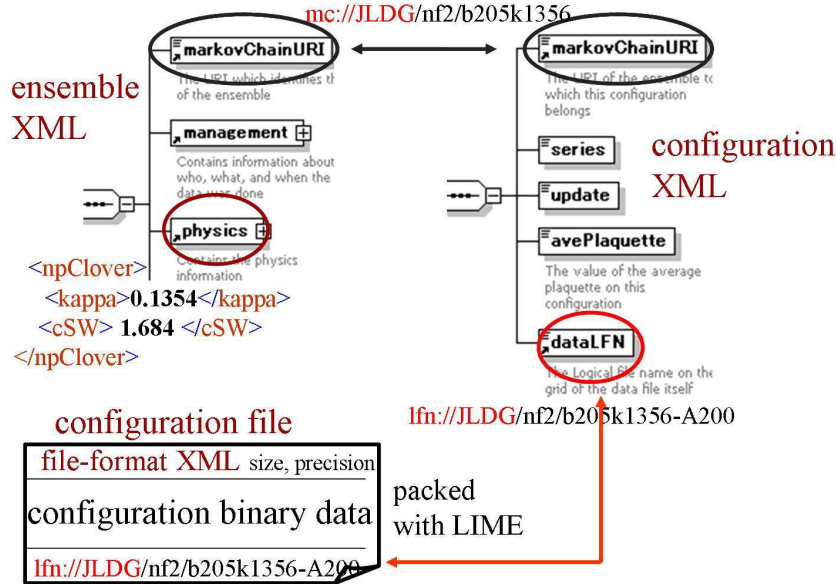 mc://JLDG/nf2/b205k1356
ensemble
XML
markovChainURI
The URI which identifies th
of the ensemble
management
Contains information about
who, what, and when the
data was done
physics
Contains the physics
information
<npClover>
<kappa>0.1354</kappa>
<cSW> 1.684 </cSW>
</npClover>
configuration
XML
markovChainURI
The URI of the ensemble to
which this configuration
belongs
series
update
avePlaquette
The value of the average
plaquette on this
configuration
dataLFN
The Logical file name on the
grid of the data file itself
lfn://JLDG/nf2/b205k1356-A200
configuration file
file-format XML size, precision
configuration binary data
lfn://JLDG/nf2/b205k1356-A200
packed
with LIME